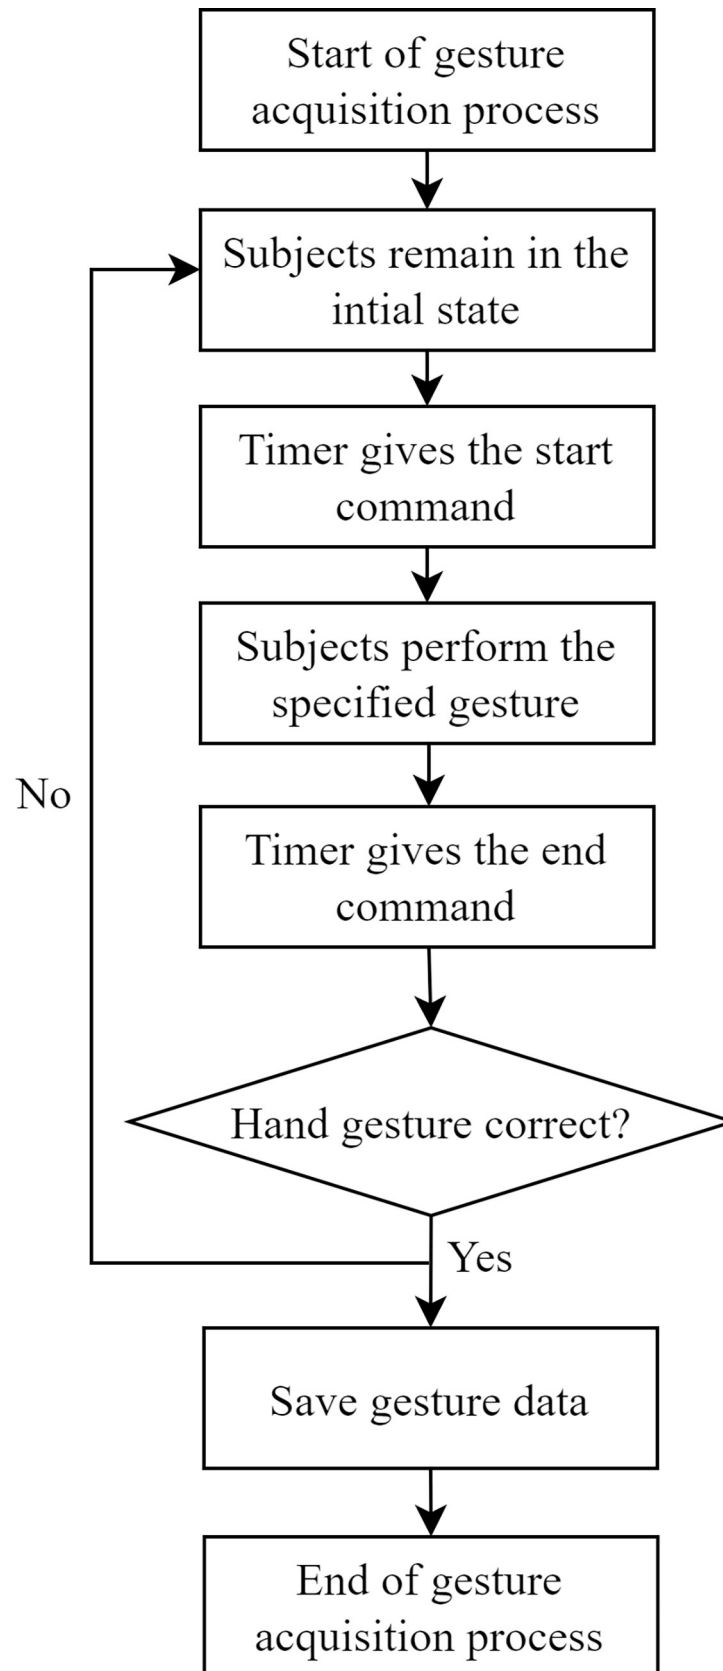 Start of gesture
acquisition process
Subjects remain in the
intial state
Timer gives the start
command
Subjects perform the
specified gesture
No
Timer gives the end
command
Hand gesture correct?
Yes
Save gesture data
End of gesture
acquisition process